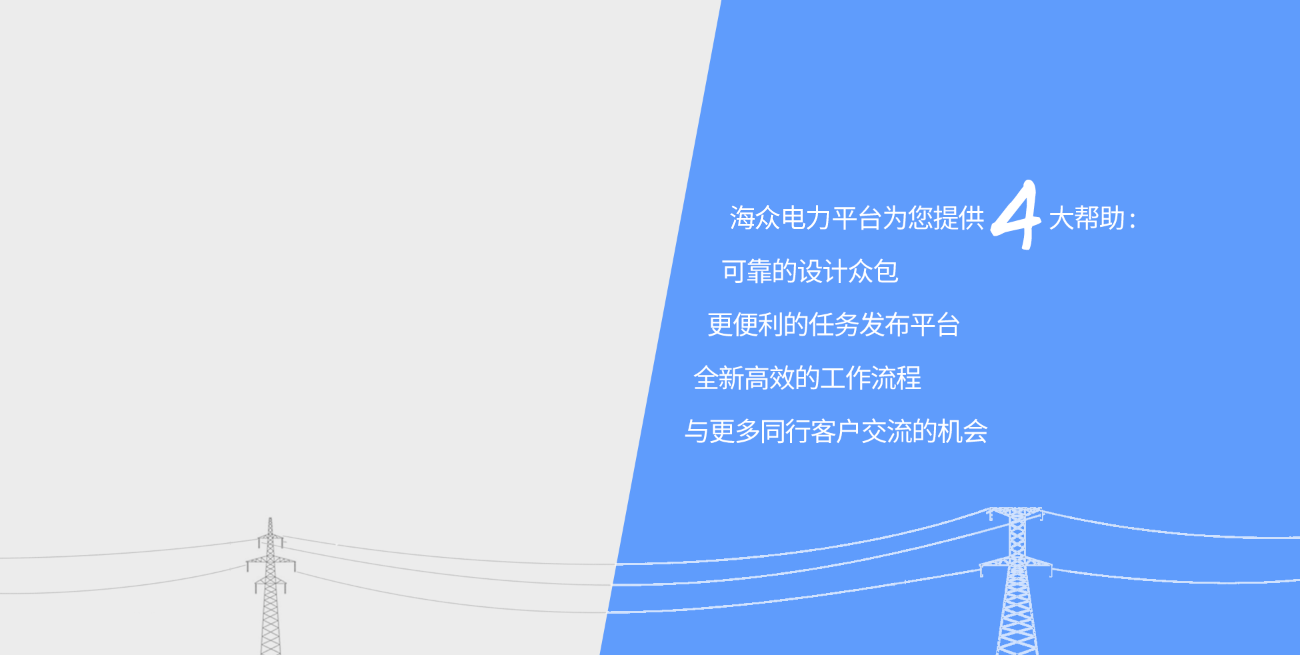 海众电力平台为您提供4大帮助:
可靠的设计众包
更便利的任务发布平台
全新高效的工作流程
与更多同行客户交流的机会